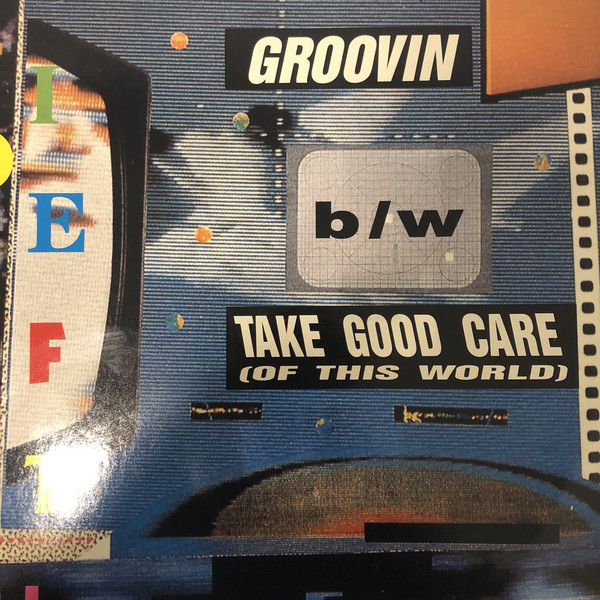 GROOVIN
b/w
TAKE GOOD CARE
(OF THIS WORLD)
I
E
F
T